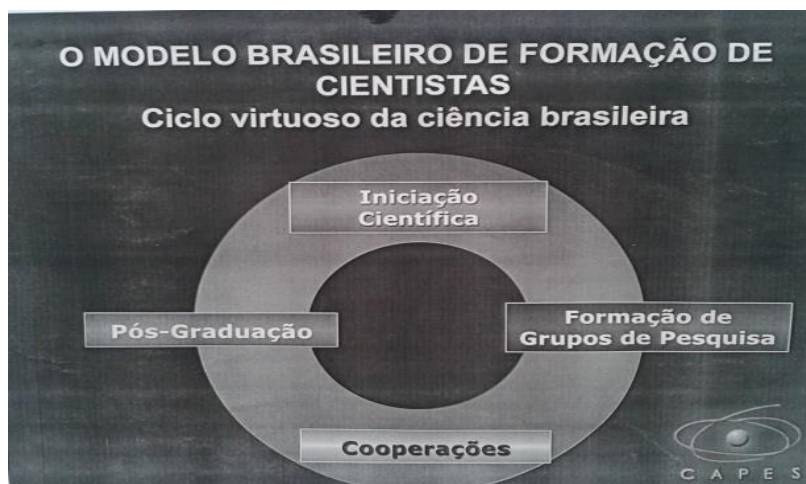 O MODELO BRASILEIRO DE FORMAÇÃO DE
CIENTISTAS
Ciclo virtuoso da ciência brasileira
Iniciação
Científica
Pós-Graduação
Formação de
Grupos de Pesquisa
Cooperações
CAPES